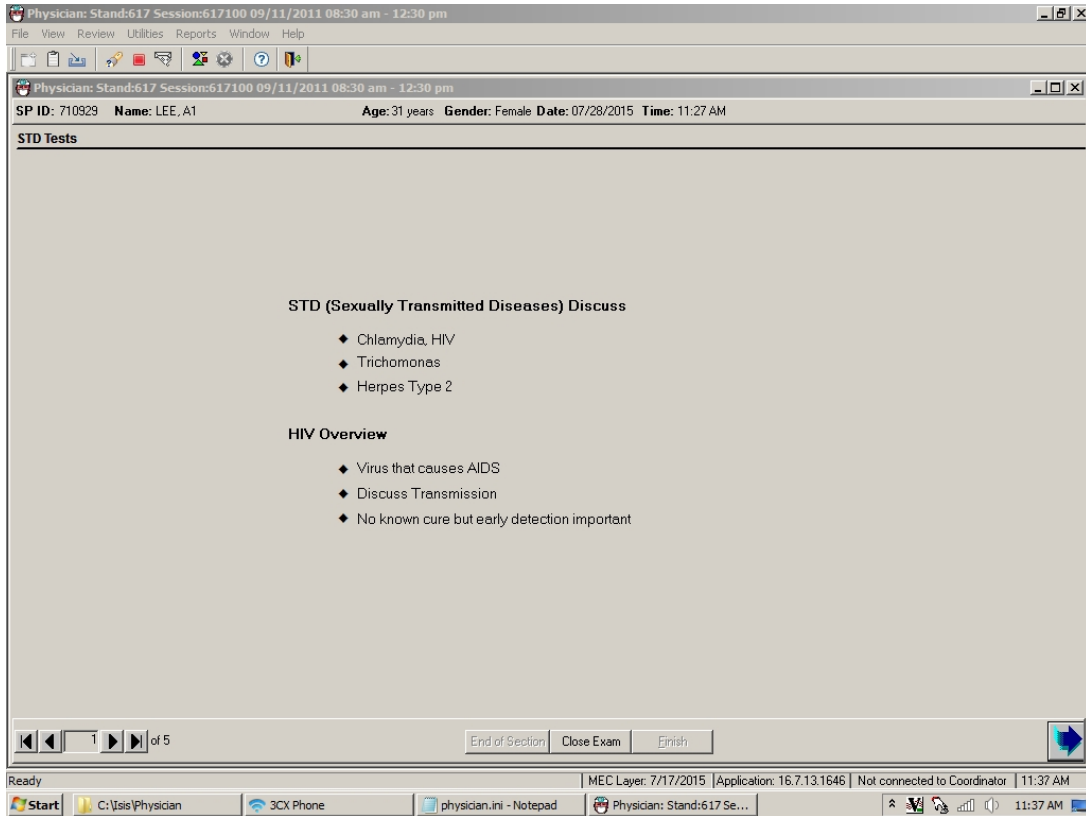 Physician: Stand:617 Session:617100 09/11/2011 08:30 am - 12:30 pm
File View Review Utilities Reports Window Help
Physician: Stand:617 Session:617100 09/11/2011 08:30 am - 12:30 pm
SP ID: 710929 Name: LEE, A1 Age: 31 years Gender: Female Date: 07/28/2015 Time: 11:27 AM
STD Tests
STD (Sexually Transmitted Diseases) Discuss
Chlamydia, HIV
Trichomonas
Herpes Type 2
HIV Overview
Virus that causes AIDS
Discuss Transmission
No known cure but early detection important
1 of 5 End of Section Close Exam Finish
Ready MEC Layer: 7/17/2015 Application: 16.7.13.1646 Not connected to Coordinator 11:37 AM
Start C:\Isis\Physician 3CX Phone physician.ini - Notepad Physician: Stand:617 Se... 11:37 AM